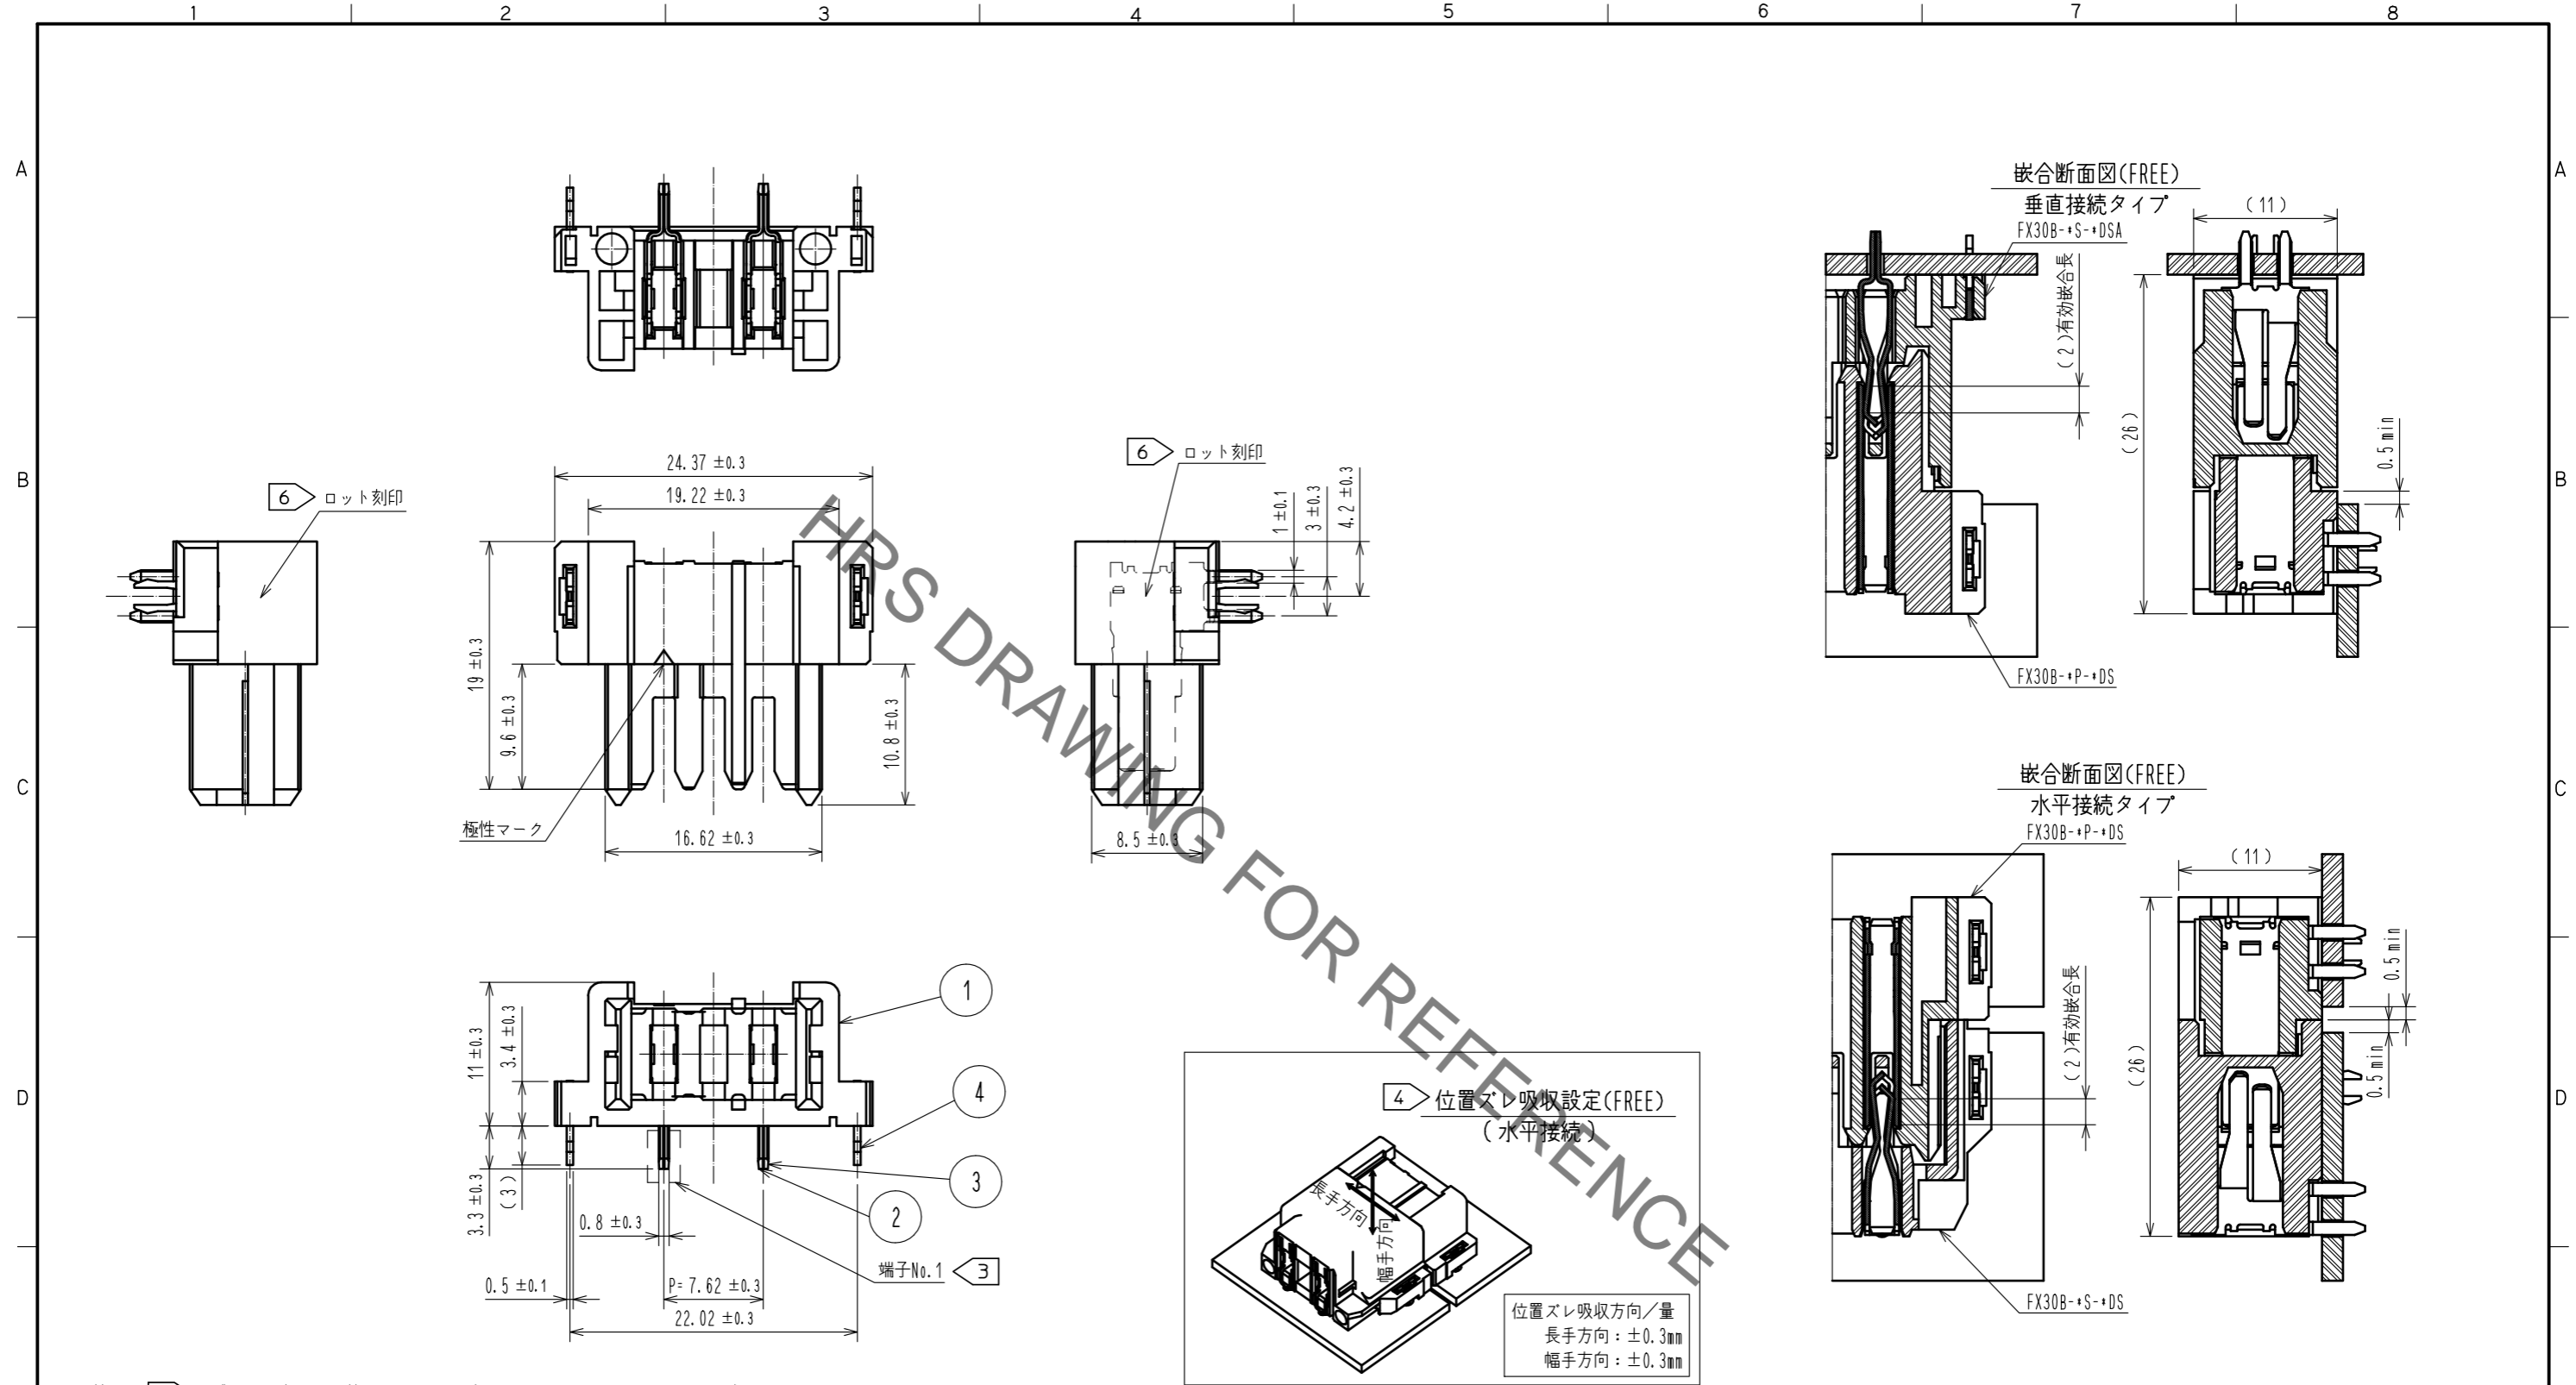 1 2 3 4 5 6 7 8
A
B
C
D
A
B
C
D
6 ロット刻印
24.37 ±0.3
19.22 ±0.3
19 ±0.3
9.6 ±0.3
10.8 ±0.3
極性マーク
16.62 ±0.3
6 ロット刻印
1 ±0.1
3 ±0.3
4.2 ±0.3
8.5 ±0.3
11 ±0.3
3.4 ±0.3
3.3 ±0.3
(3)
0.8 ±0.3
0.5 ±0.1
P= 7.62 ±0.3
22.02 ±0.3
端子No.1 3
1
4
3
2
4 位置ズレ吸収設定(FREE)
(水平接続)
長手方向
幅手方向
位置ズレ吸収方向/量
長手方向:±0.3mm
幅手方向:±0.3mm
嵌合断面図(FREE)
垂直接続タイプ
FX30B-*S-*DSA
(2)有効嵌合長
FX30B-*P-*DS
(11)
(26)
0.5 min
嵌合断面図(FREE)
水平接続タイプ
FX30B-*P-*DS
(2)有効嵌合長
FX30B-*S-*DS
(11)
(26)
0.5 min
0.5 min
HRS DRAWING FOR REFERENCE